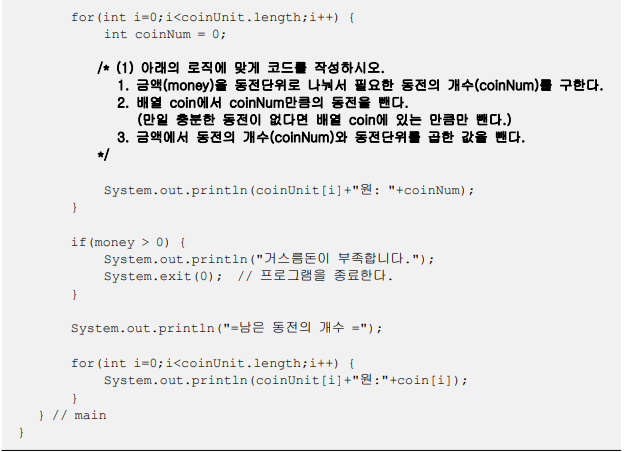 for(int i=0;i<coinUnit.length;i++) {
int coinNum = 0;
/* (1) 아래의 로직에 맞게 코드를 작성하시오.
1. 금액(money)을 동전단위로 나눠서 필요한 동전의 개수(coinNum)를 구한다.
2. 배열 coin에서 coinNum만큼의 동전을 뺀다.
(만일 충분한 동전이 없다면 배열 coin에 있는 만큼만 뺀다.)
3. 금액에서 동전의 개수(coinNum)와 동전단위를 곱한 값을 뺀다.
*/
System.out.println(coinUnit[i]+"원: "+coinNum);
}
if(money > 0) {
System.out.println("거스름돈이 부족합니다.");
System.exit(0); // 프로그램을 종료한다.
}
System.out.println("=남은 동전의 개수 =");
for(int i=0;i<coinUnit.length;i++) {
System.out.println(coinUnit[i]+"원:"+coin[i]);
}
} // main
}